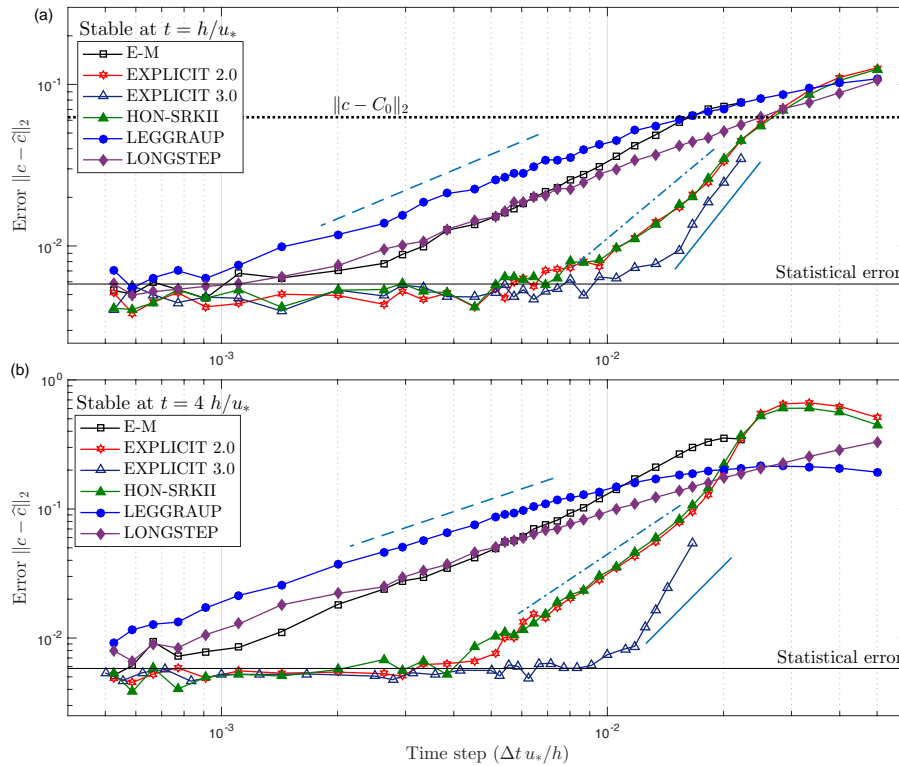 (a)
Stable at t = h/u∗
E-M
EXPLICIT 2.0
EXPLICIT 3.0
HON-SRKII
LEGGRAUP
LONGSTEP
‖c − C₀‖₂
Statistical error
Error ‖c − ĉ‖₂
10⁻¹
10⁻²
10⁻³
10⁻²
(b)
Stable at t = 4 h/u∗
E-M
EXPLICIT 2.0
EXPLICIT 3.0
HON-SRKII
LEGGRAUP
LONGSTEP
Statistical error
Error ‖c − ĉ‖₂
10⁰
10⁻¹
10⁻²
10⁻³
10⁻²
Time step (Δt u∗/h)